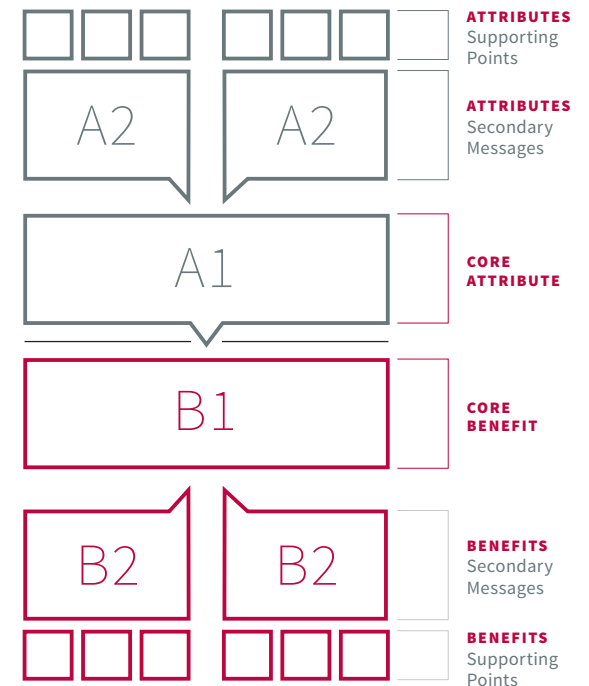 ATTRIBUTES
Supporting
Points
A2 A2
ATTRIBUTES
Secondary
Messages
A1
CORE
ATTRIBUTE
B1
CORE
BENEFIT
B2 B2
BENEFITS
Secondary
Messages
BENEFITS
Supporting
Points